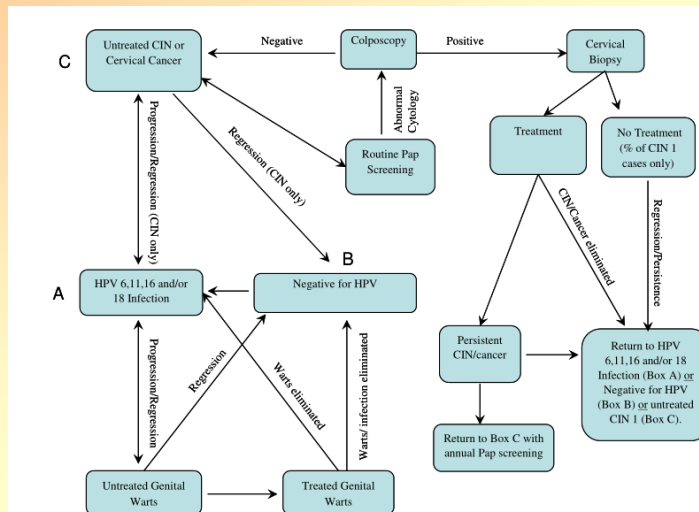 C
Untreated CIN or
Cervical Cancer
Negative
Colposcopy
Positive
Cervical
Biopsy
Progression/Regression (CIN only)
Regression (CIN only)
Abnormal
Cytology
Routine Pap
Screening
Treatment
No Treatment
(% of CIN 1
cases only)
CIN/Cancer eliminated
Regression/Persistence
A
HPV 6,11,16 and/or
18 Infection
B
Negative for HPV
Progression/Regression
Regression
Warts eliminated
Warts/ infection eliminated
Persistent
CIN/cancer
Return to HPV
6,11,16 and/or 18
Infection (Box A) or
Negative for HPV
(Box B) or untreated
CIN 1 (Box C).
Return to Box C with
annual Pap screening
Untreated Genital
Warts
Treated Genital
Warts